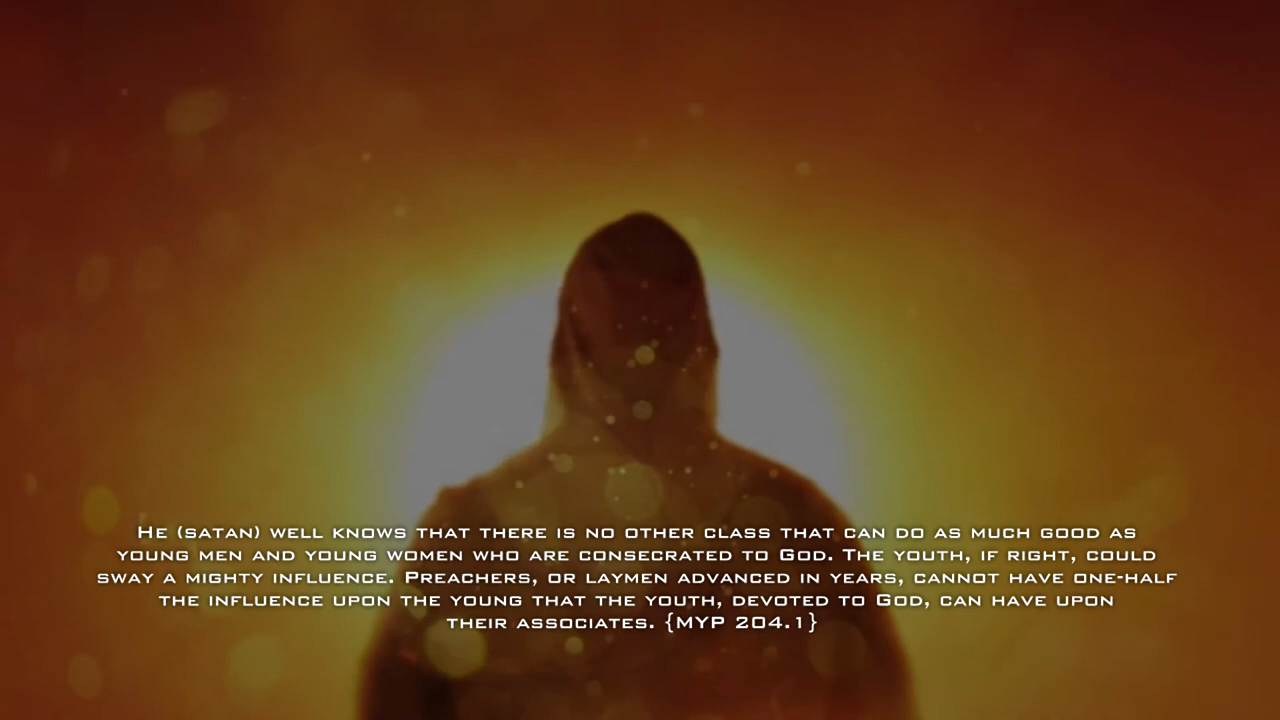 He (satan) well knows that there is no other class that can do as much good as
young men and young women who are consecrated to God. The youth, if right, could
sway a mighty influence. Preachers, or laymen advanced in years, cannot have one-half
the influence upon the young that the youth, devoted to God, can have upon
their associates. {MYP 204.1}